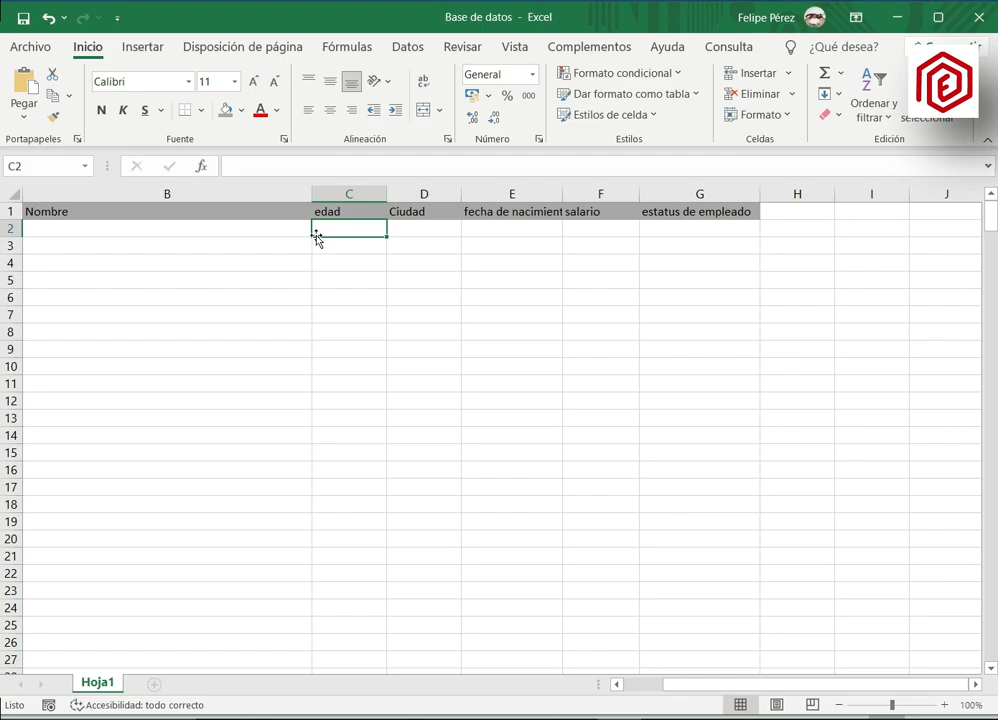 Base de datos - Excel
Felipe Pérez
Archivo Inicio Insertar Disposición de página Fórmulas Datos Revisar Vista Complementos Ayuda Consulta ¿Qué desea?
Pegar
Calibri 11
N K S
Portapapeles Fuente
ab
Alineación
General
% 000
Número
Formato condicional
Dar formato como tabla
Estilos de celda
Estilos
Insertar
Eliminar
Formato
Celdas
Σ
Ordenar y
filtrar
seleccionar
Edición
C2 fx
B C D E F G H I J
1 Nombre edad Ciudad fecha de nacimient salario estatus de empleado
2
3
4
5
6
7
8
9
10
11
12
13
14
15
16
17
18
19
20
21
22
23
24
25
26
27
Hoja1
Listo Accesibilidad: todo correcto 100%